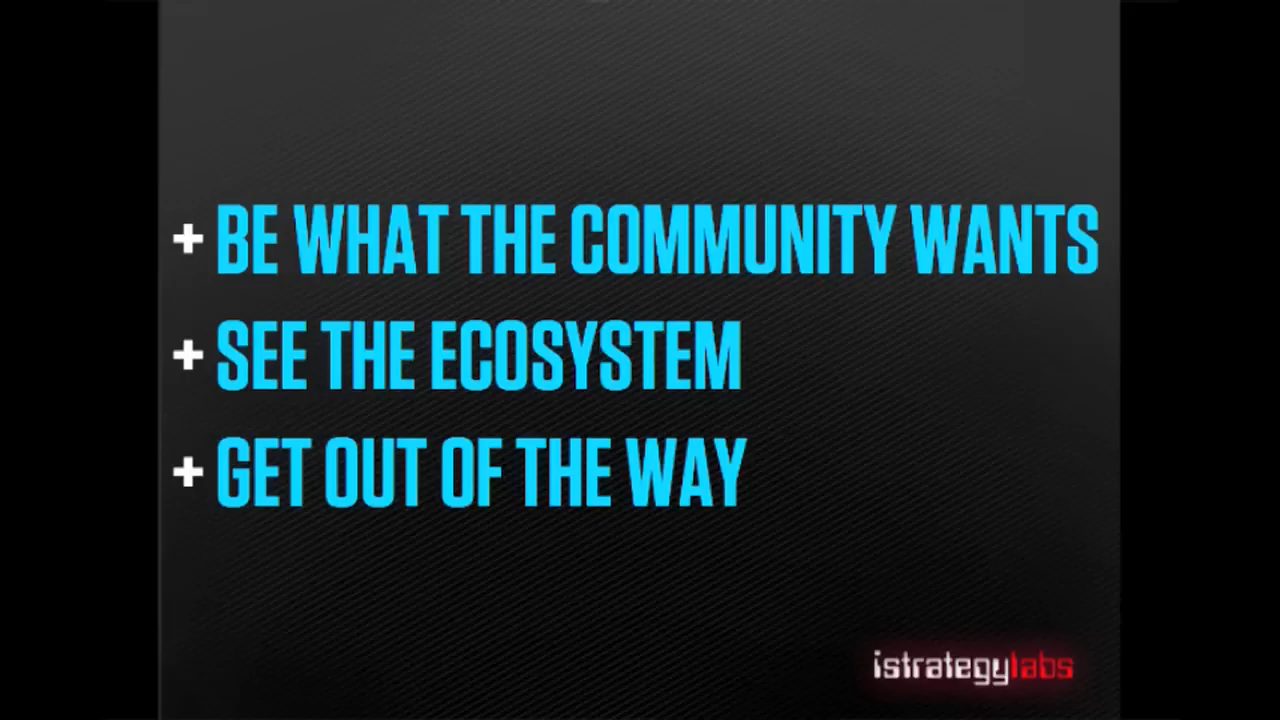 + BE WHAT THE COMMUNITY WANTS
+ SEE THE ECOSYSTEM
+ GET OUT OF THE WAY
istrategylabs